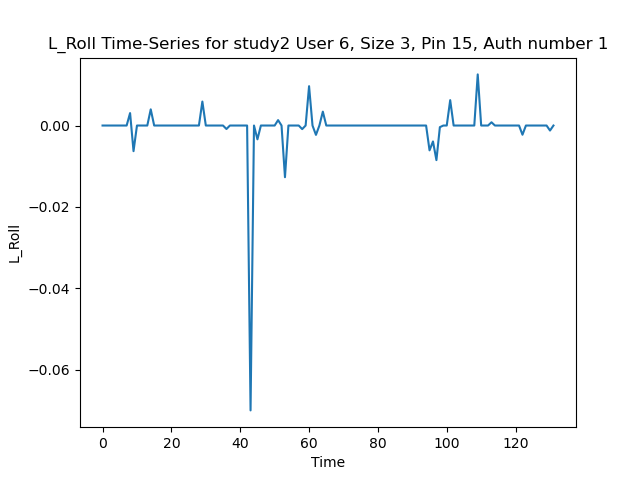 L_Roll Time-Series for study2 User 6, Size 3, Pin 15, Auth number 1
0.00
−0.02
−0.04
−0.06
L_Roll
0 20 40 60 80 100 120
Time